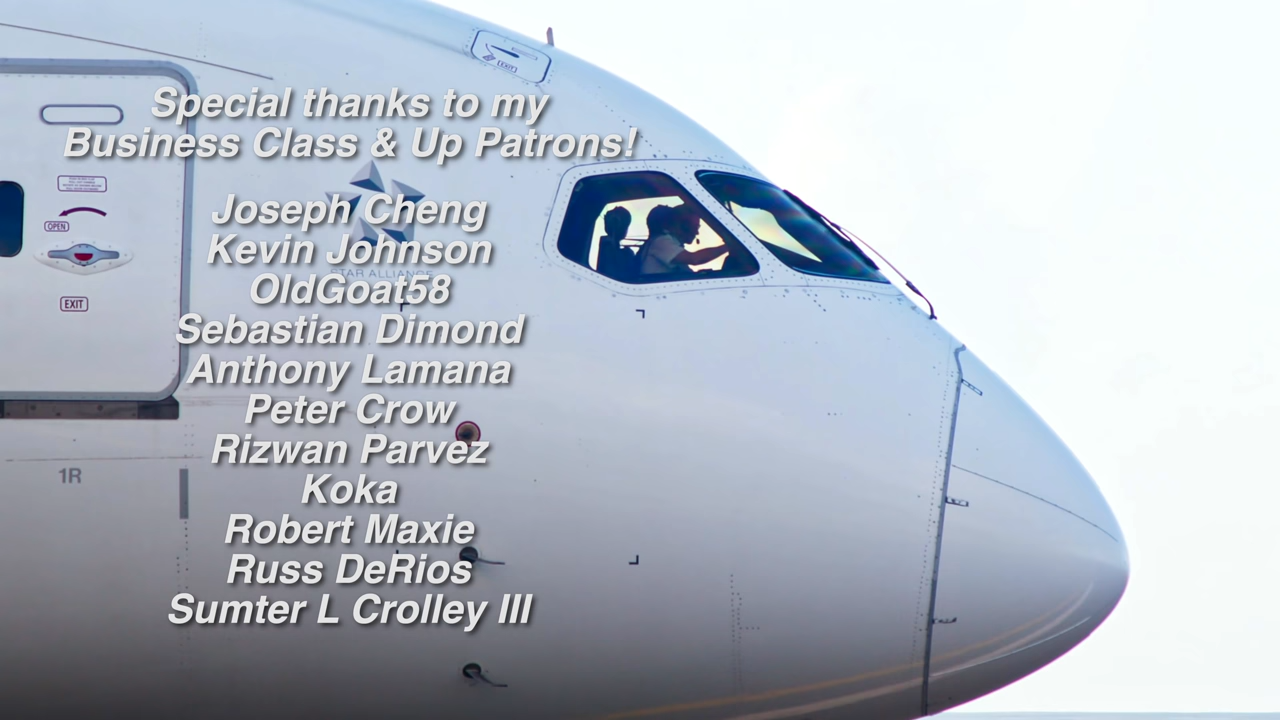 EXIT
Special thanks to my
Business Class & Up Patrons!
OPEN
EXIT
Joseph Cheng
Kevin Johnson
STAR ALLIANCE
OldGoat58
Sebastian Dimond
Anthony Lamana
Peter Crow
Rizwan Parvez
1R
Koka
Robert Maxie
Russ DeRios
Sumter L Crolley III